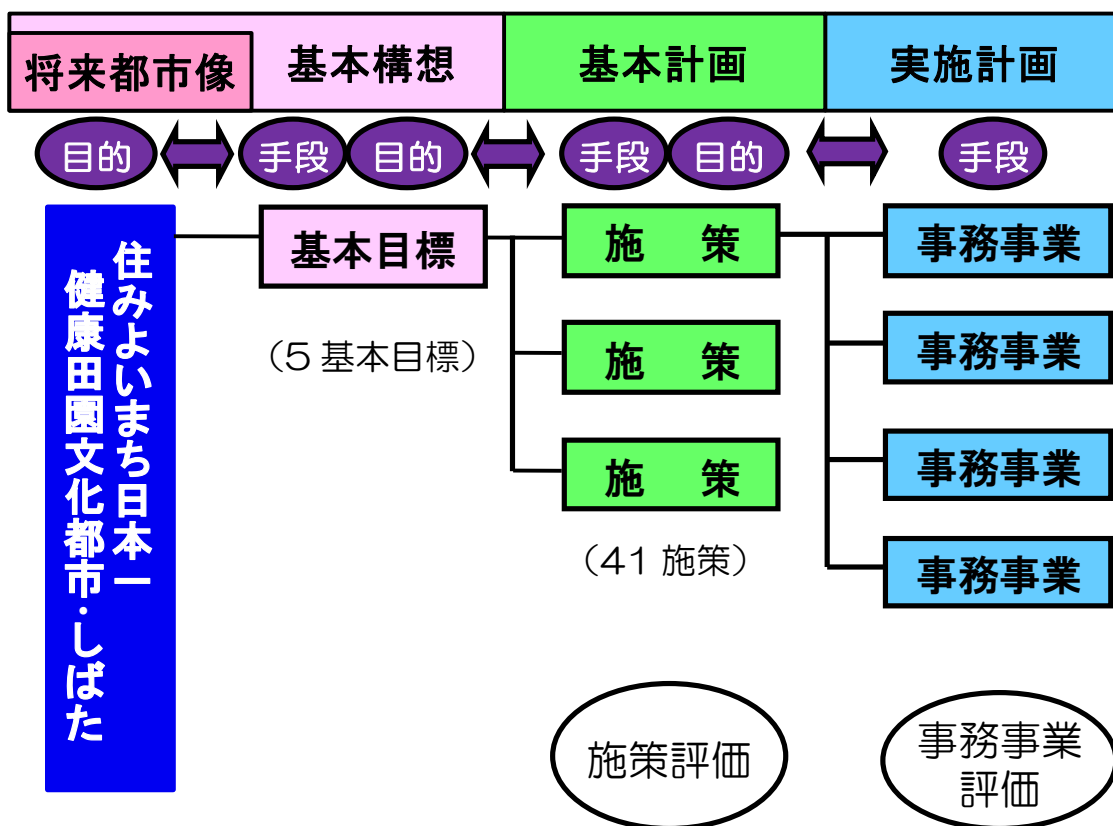 将来都市像
基本構想
基本計画
実施計画
目的
手段
目的
手段
目的
手段
住みよいまち日本一
健康田園文化都市・しばた
基本目標
（5 基本目標）
施　策
施　策
施　策
（41 施策）
事務事業
事務事業
事務事業
事務事業
施策評価
事務事業
評価